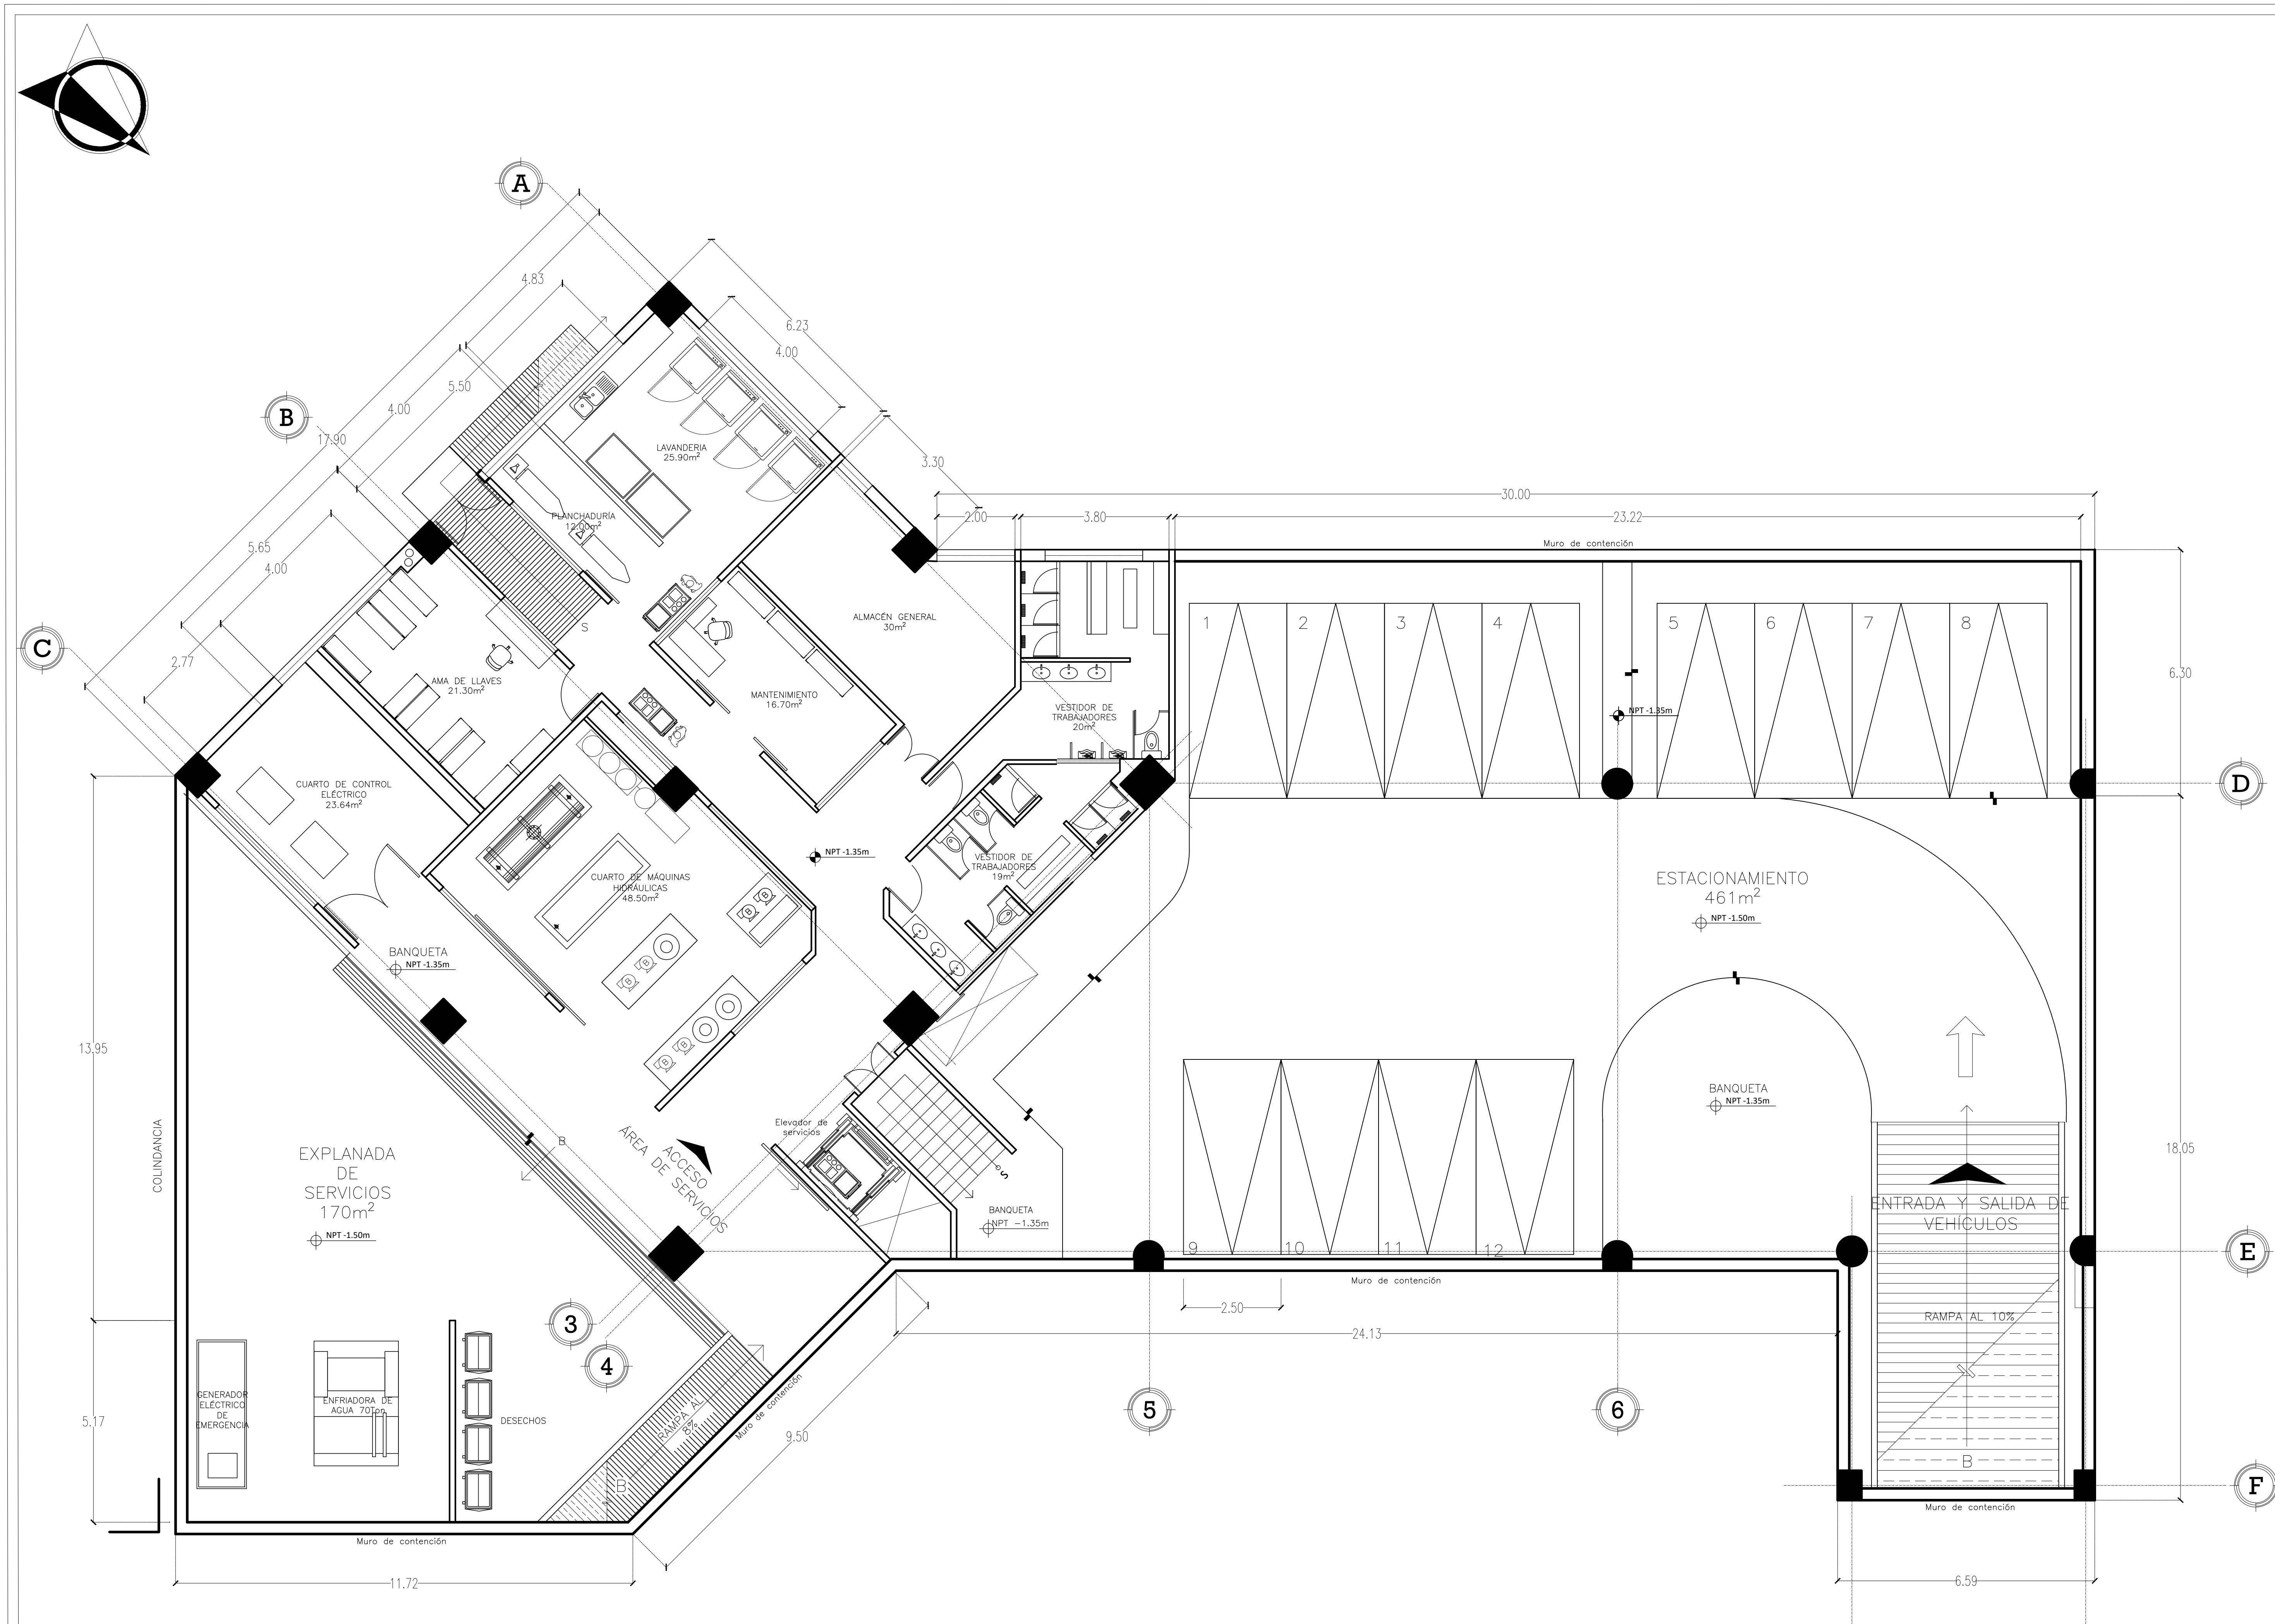 A
4.83
6.23
4.00
5.50
4.00
B
17.90
3.30
LAVANDERIA
25.90m²
30.00
2.00
3.80
23.22
PLANCHADURÍA
12.00m²
Muro de contención
5.65
4.00
C
2.77
S
ALMACÉN GENERAL
30m²
1
2
3
4
5
6
7
8
6.30
AMA DE LLAVES
21.30m²
MANTENIMIENTO
16.70m²
VESTIDOR DE
TRABAJADORES
20m²
NPT -1.35m
D
CUARTO DE CONTROL
ELÉCTRICO
23.64m²
NPT -1.35m
VESTIDOR DE
TRABAJADORES
19m²
CUARTO DE MÁQUINAS
HIDRÁULICAS
48.50m²
ESTACIONAMIENTO
461m²
NPT -1.50m
B
B
B
B
B
B
BANQUETA
NPT -1.35m
13.95
BANQUETA
NPT -1.35m
COLINDANCIA
EXPLANADA
DE
SERVICIOS
170m²
NPT -1.50m
B
ACCESO
ÁREA DE SERVICIOS
Elevador de
servicios
S
BANQUETA
NPT -1.35m
9
10
11
12
18.05
ENTRADA Y SALIDA DE
VEHÍCULOS
E
Muro de contención
2.50
24.13
RAMPA AL 10%
3
4
5
6
GENERADOR
ELÉCTRICO
DE
EMERGENCIA
ENFRIADORA DE
AGUA 70Ton
DESECHOS
RAMPA AL
8%
B
Muro de contención
9.50
5.17
B
F
Muro de contención
Muro de contención
11.72
6.59